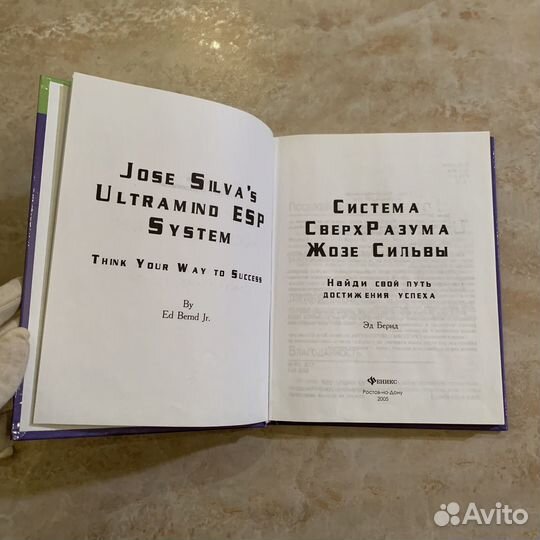 Jose Silva's
Ultramind ESP
System
Think Your Way to Success
By
Ed Bernd Jr.
Система
СверхРазума
Жозе Сильвы
Найди свой путь
достижения успеха
Эд Бернд
Феникс
Ростов-на-Дону
2005
Avito